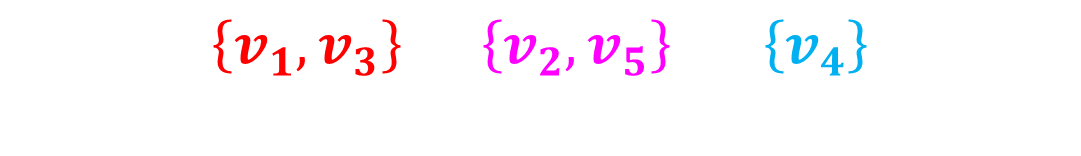 {v₁, v₃} {v₂, v₅} {v₄}